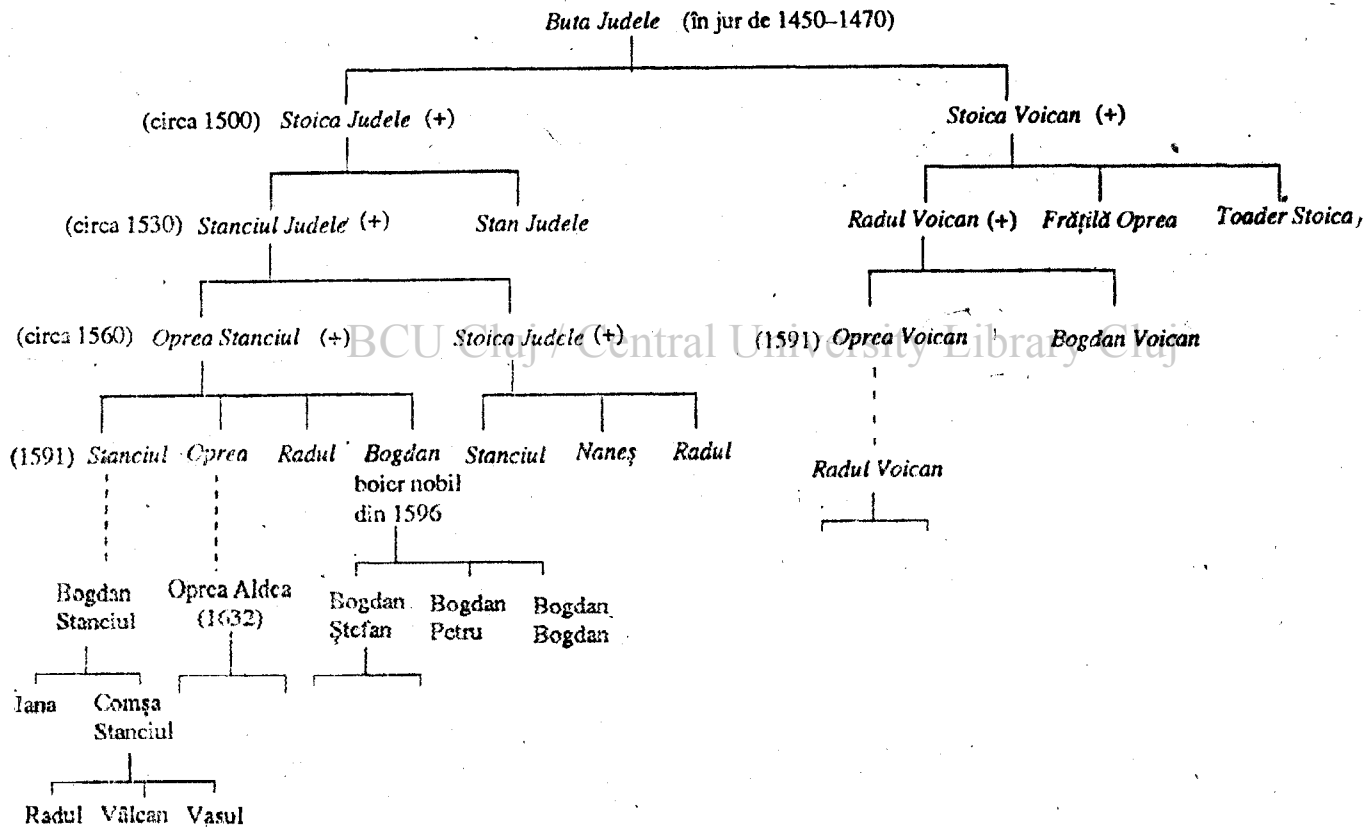 Buta Judele (în jur de 1450–1470)
(circa 1500) Stoica Judele (+) Stoica Voican (+)
(circa 1530) Stanciul Judele (+) Stan Judele Radul Voican (+) Frățilă Oprea Toader Stoica,
(circa 1560) Oprea Stanciul (+) Stoica Judele (+) (1591) Oprea Voican Bogdan Voican
BCU Cluj / Central University Library Cluj
(1591) Stanciul Oprea Radul Bogdan Stanciul Naneș Radul
boier nobil
din 1596
Radul Voican
Bogdan
Stanciul
Oprea Aldea
(1632)
Bogdan
Ștefan
Bogdan
Petru
Bogdan
Bogdan
Iana
Comșa
Stanciul
Radul Vâlcan Vasul